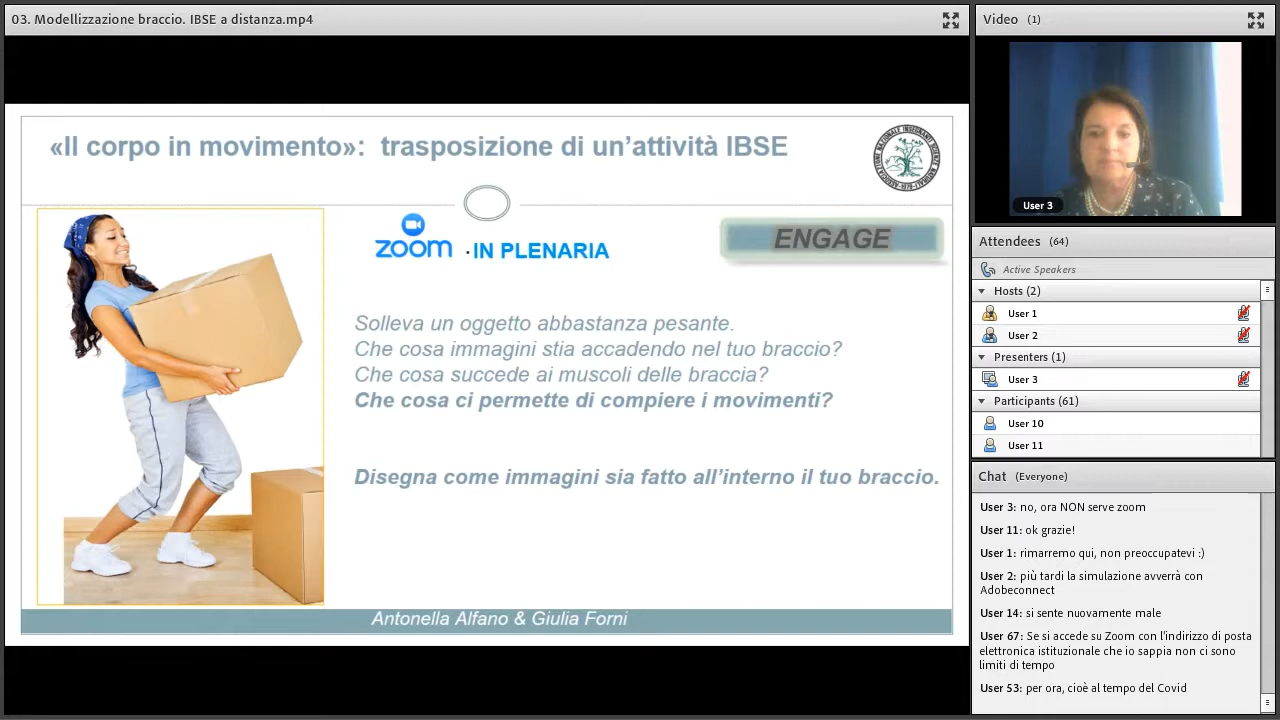 03. Modellizzazione braccio. IBSE a distanza.mp4
«Il corpo in movimento»: trasposizione di un'attività IBSE
zoom
IN PLENARIA
ENGAGE
Solleva un oggetto abbastanza pesante.
Che cosa immagini stia accadendo nel tuo braccio?
Che cosa succede ai muscoli delle braccia?
Che cosa ci permette di compiere i movimenti?
Disegna come immagini sia fatto all'interno il tuo braccio.
Antonella Alfano & Giulia Forni
Video (1)
User 3
Attendees (64)
Active Speakers
Hosts (2)
User 1
User 2
Presenters (1)
User 3
Participants (61)
User 10
User 11
Chat (Everyone)
User 3: no, ora NON serve zoom
User 11: ok grazie!
User 1: rimarremo qui, non preoccupatevi :)
User 2: più tardi la simulazione avverrà con
Adobeconnect
User 14: si sente nuovamente male
User 67: Se si accede su Zoom con l'indirizzo di posta
elettronica istituzionale che io sappia non ci sono
limiti di tempo
User 53: per ora, cioè al tempo del Covid